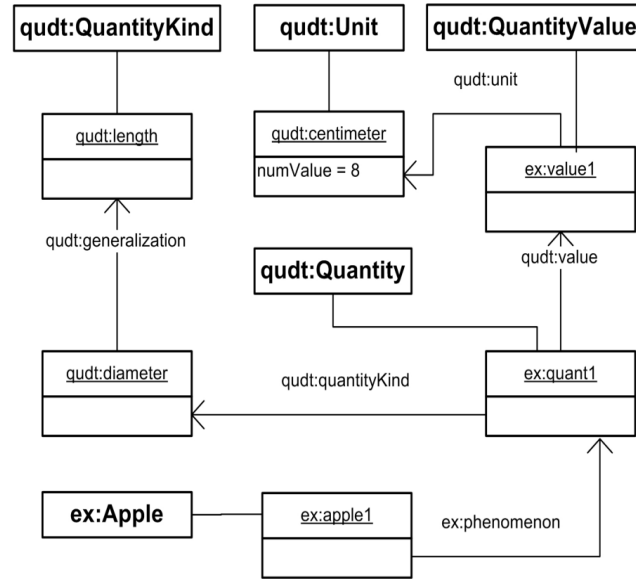 qudt:QuantityKind
qudt:Unit
qudt:QuantityValue
qudt:unit
qudt:length
qudt:centimeter
numValue = 8
ex:value1
qudt:generalization
qudt:value
qudt:Quantity
qudt:diameter
qudt:quantityKind
ex:quant1
ex:Apple
ex:apple1
ex:phenomenon